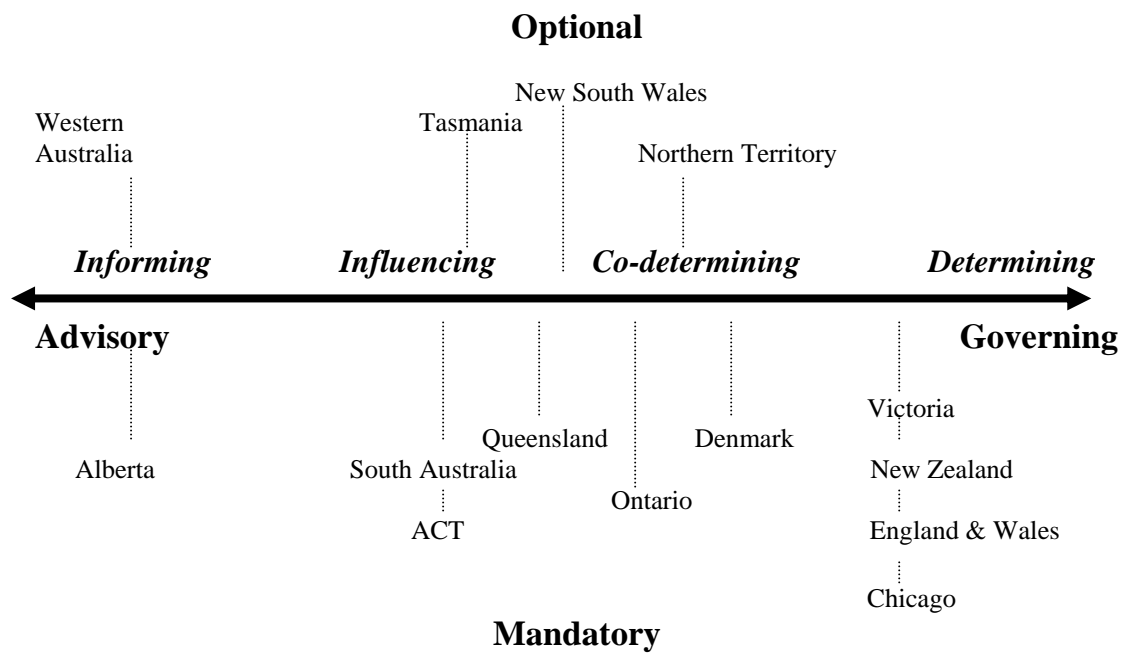 Optional
New South Wales
Western
Australia
Tasmania
Northern Territory
Informing
Influencing
Co-determining
Determining
Advisory
Governing
Victoria
Queensland
Denmark
Alberta
South Australia
New Zealand
Ontario
ACT
England & Wales
Chicago
Mandatory